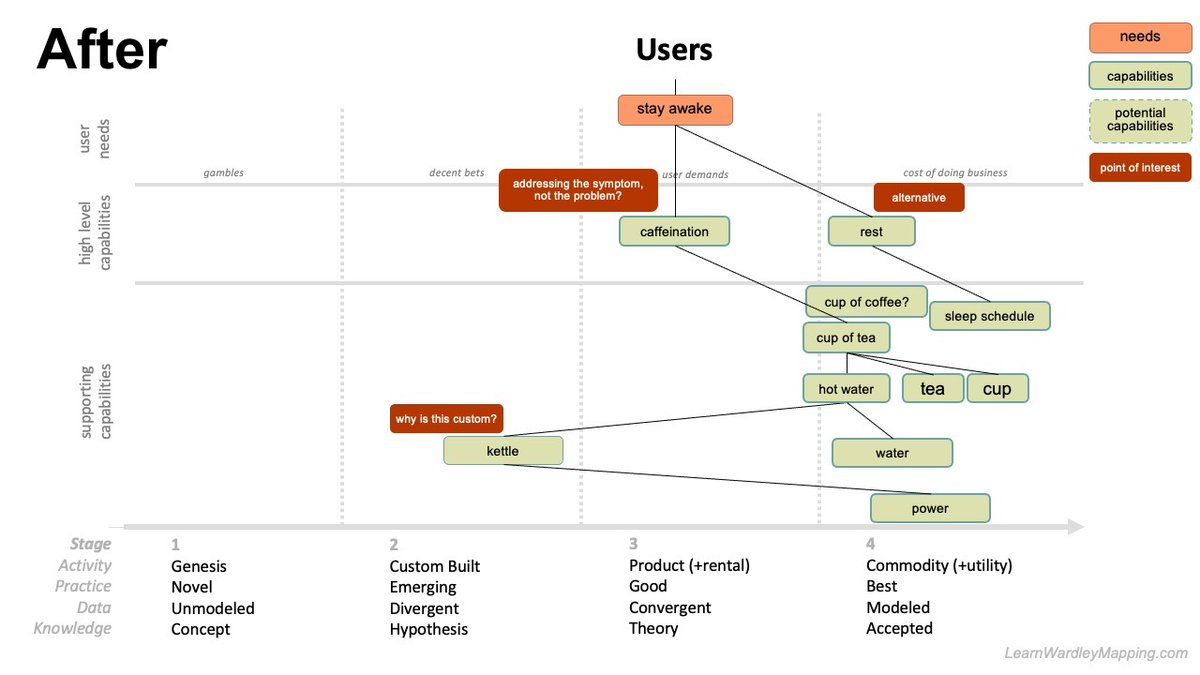 After
Users
needs
capabilities
potential
capabilities
point of interest
stay awake
user
needs
gambles
decent bets
user demands
cost of doing business
addressing the symptom,
not the problem?
alternative
high level
capabilities
caffeination
rest
cup of coffee?
sleep schedule
cup of tea
supporting
capabilities
hot water
tea
cup
why is this custom?
kettle
water
power
Stage 1 2 3 4
Activity Genesis Custom Built Product (+rental) Commodity (+utility)
Practice Novel Emerging Good Best
Data Unmodeled Divergent Convergent Modeled
Knowledge Concept Hypothesis Theory Accepted
LearnWardleyMapping.com